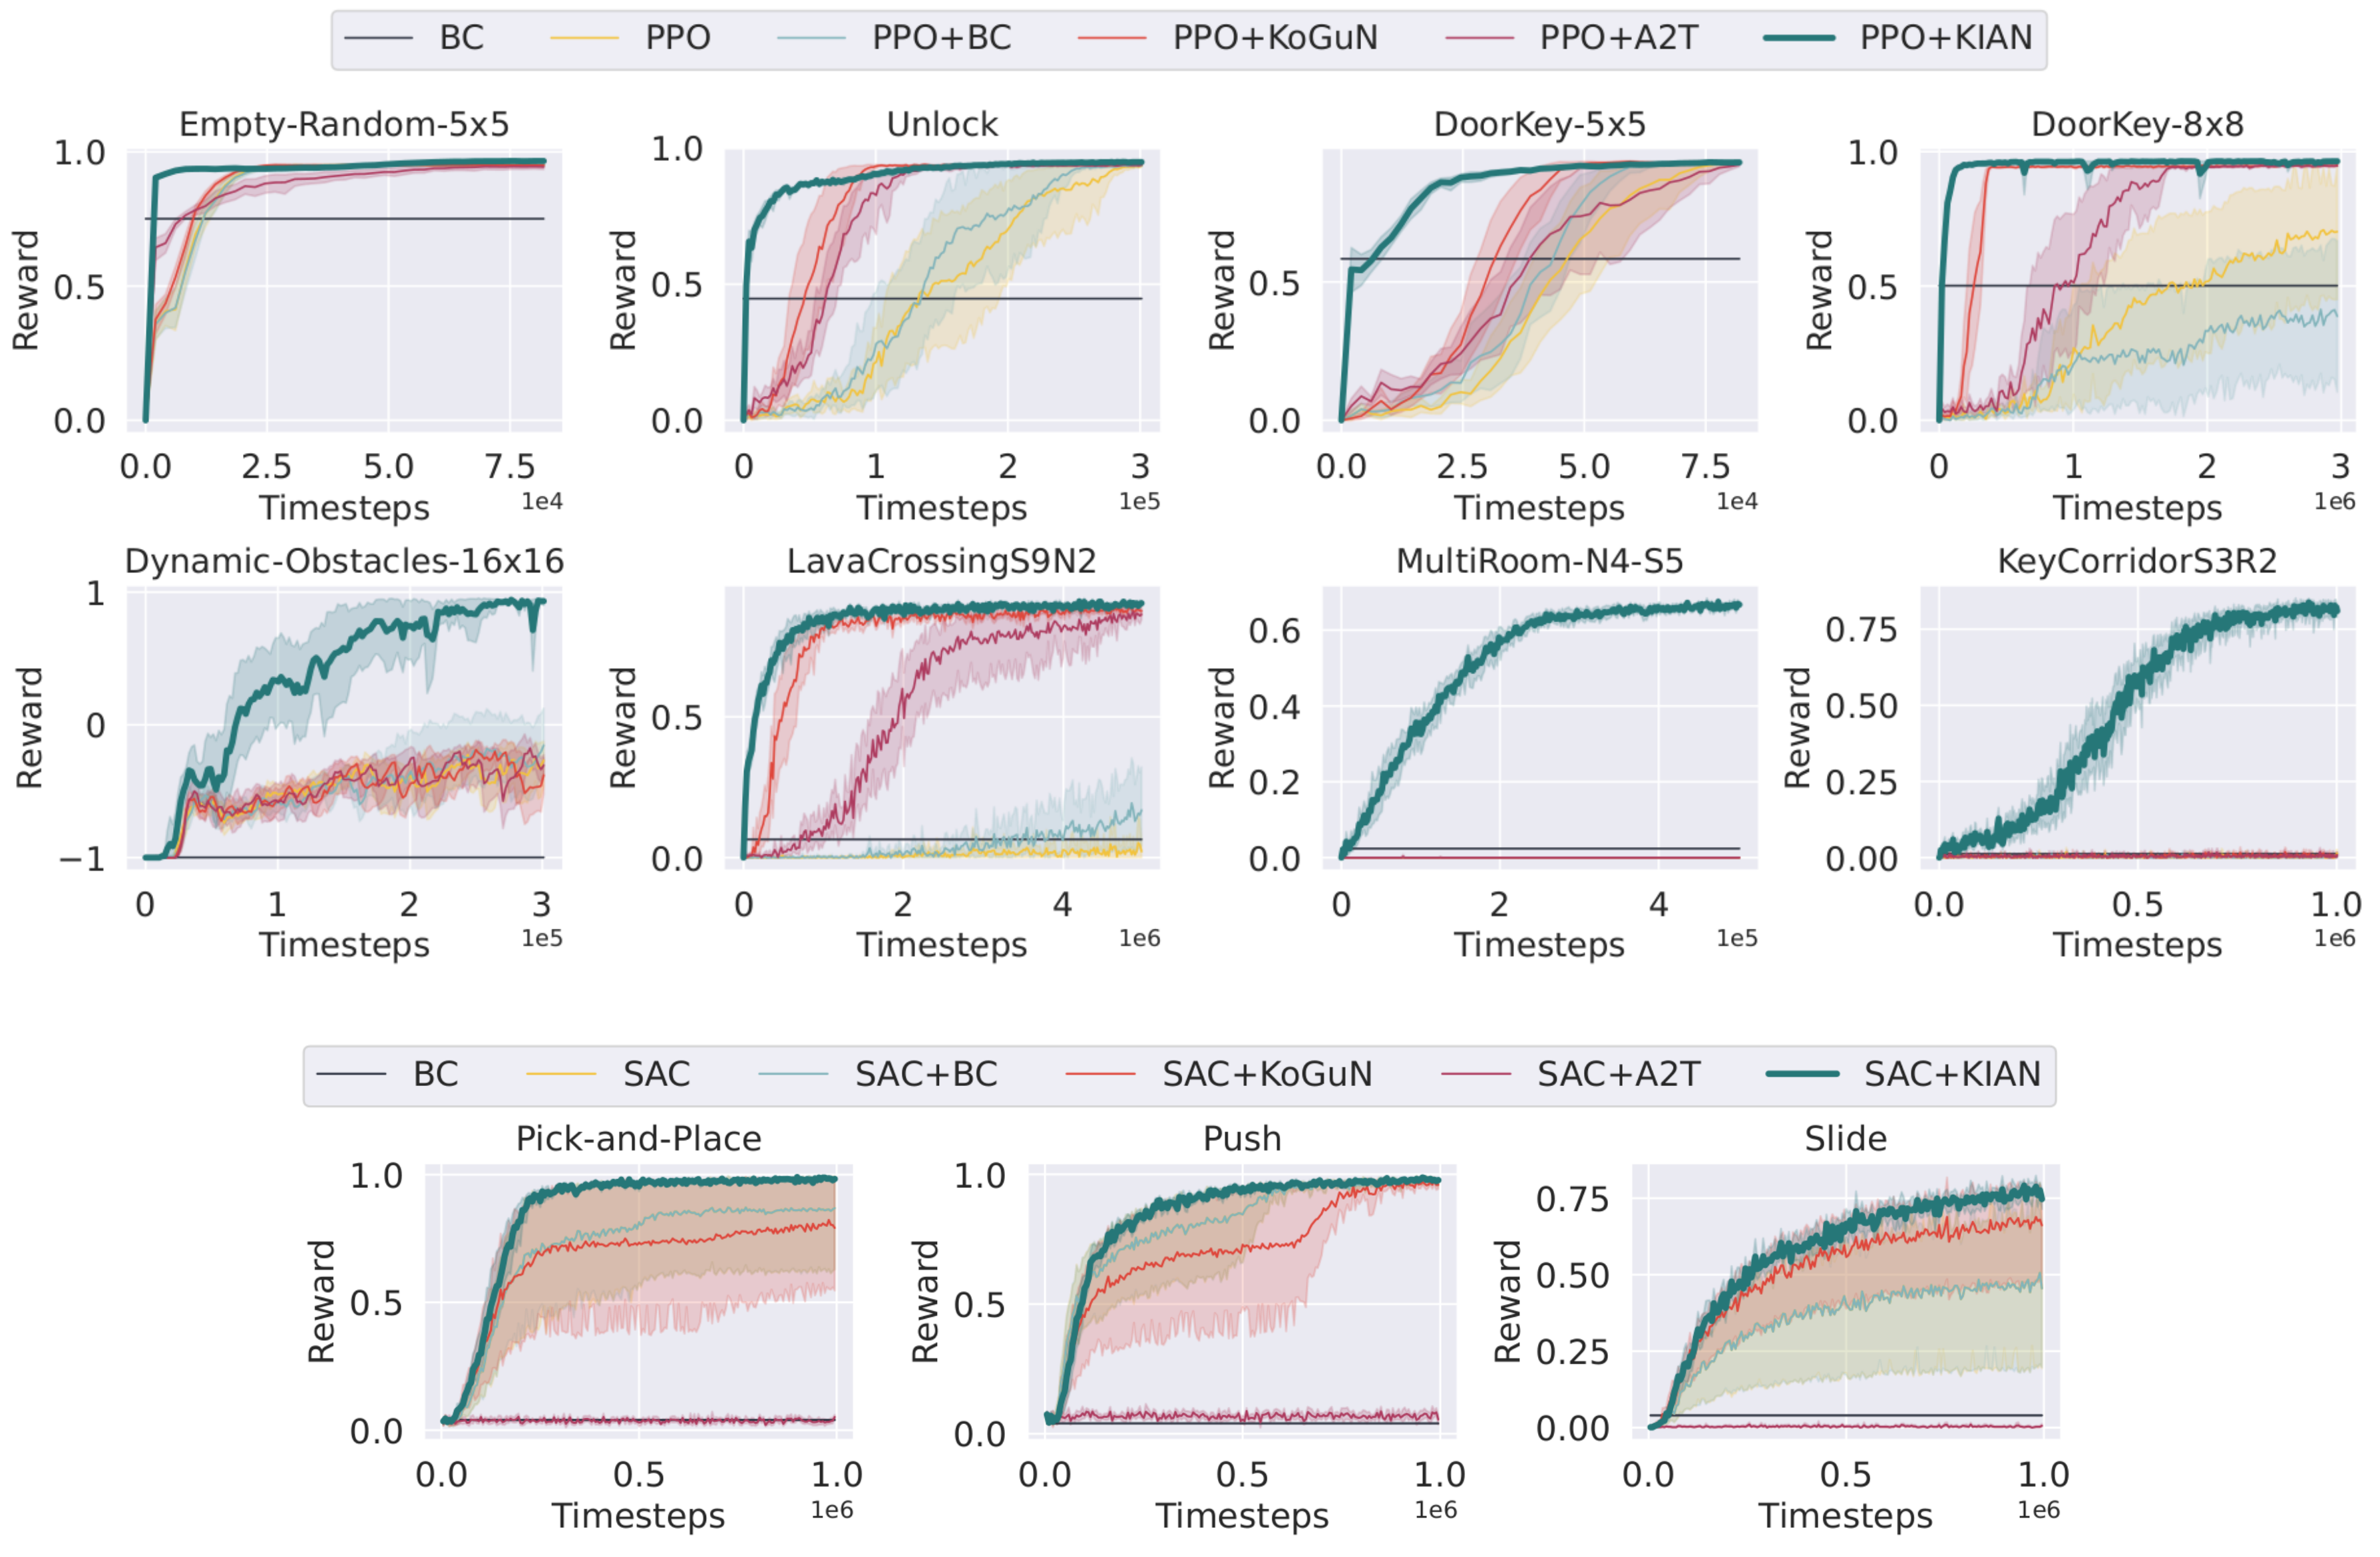 BC PPO PPO+BC PPO+KoGuN PPO+A2T PPO+KIAN
Empty-Random-5x5
Reward
1.0
0.5
0.0
0.0 2.5 5.0 7.5
Timesteps 1e4
Unlock
Reward
1.0
0.5
0.0
0 1 2 3
Timesteps 1e5
DoorKey-5x5
Reward
0.5
0.0
0.0 2.5 5.0 7.5
Timesteps 1e4
DoorKey-8x8
Reward
1.0
0.5
0.0
0 1 2 3
Timesteps 1e6
Dynamic-Obstacles-16x16
Reward
1
0
−1
0 1 2 3
Timesteps 1e5
LavaCrossingS9N2
Reward
0.5
0.0
0 2 4
Timesteps 1e6
MultiRoom-N4-S5
Reward
0.6
0.4
0.2
0.0
0 2 4
Timesteps 1e5
KeyCorridorS3R2
Reward
0.75
0.50
0.25
0.00
0.0 0.5 1.0
Timesteps 1e6
BC SAC SAC+BC SAC+KoGuN SAC+A2T SAC+KIAN
Pick-and-Place
Reward
1.0
0.5
0.0
0.0 0.5 1.0
Timesteps 1e6
Push
Reward
1.0
0.5
0.0
0.0 0.5 1.0
Timesteps 1e6
Slide
Reward
0.75
0.50
0.25
0.00
0.0 0.5 1.0
Timesteps 1e6